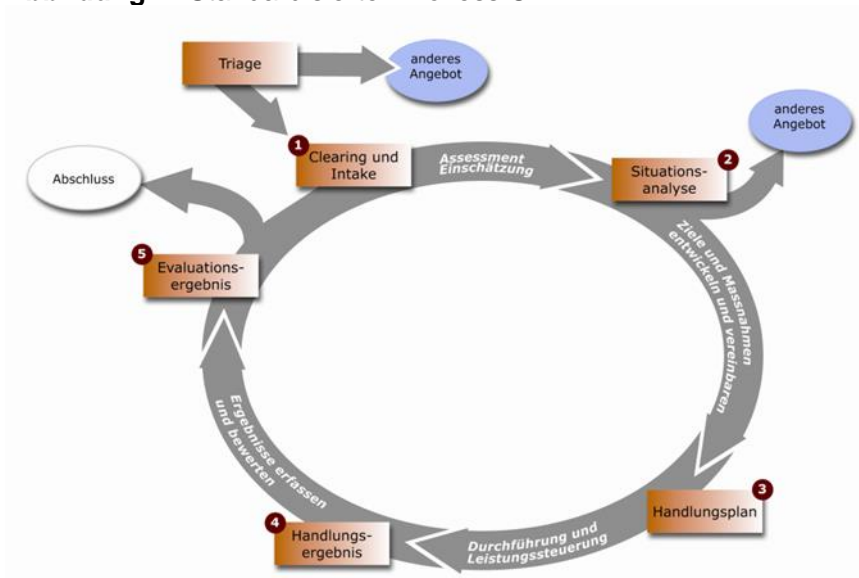 Triage
anderes
Angebot
anderes
Angebot
1
Clearing und
Intake
Assessment
Einschätzung
2
Situations-
analyse
Abschluss
5
Evaluations-
ergebnis
Ziele und Massnahmen
entwickeln und vereinbaren
Ergebnisse erfassen
und bewerten
3
Handlungsplan
4
Handlungs-
ergebnis
Durchführung und
Leistungssteuerung